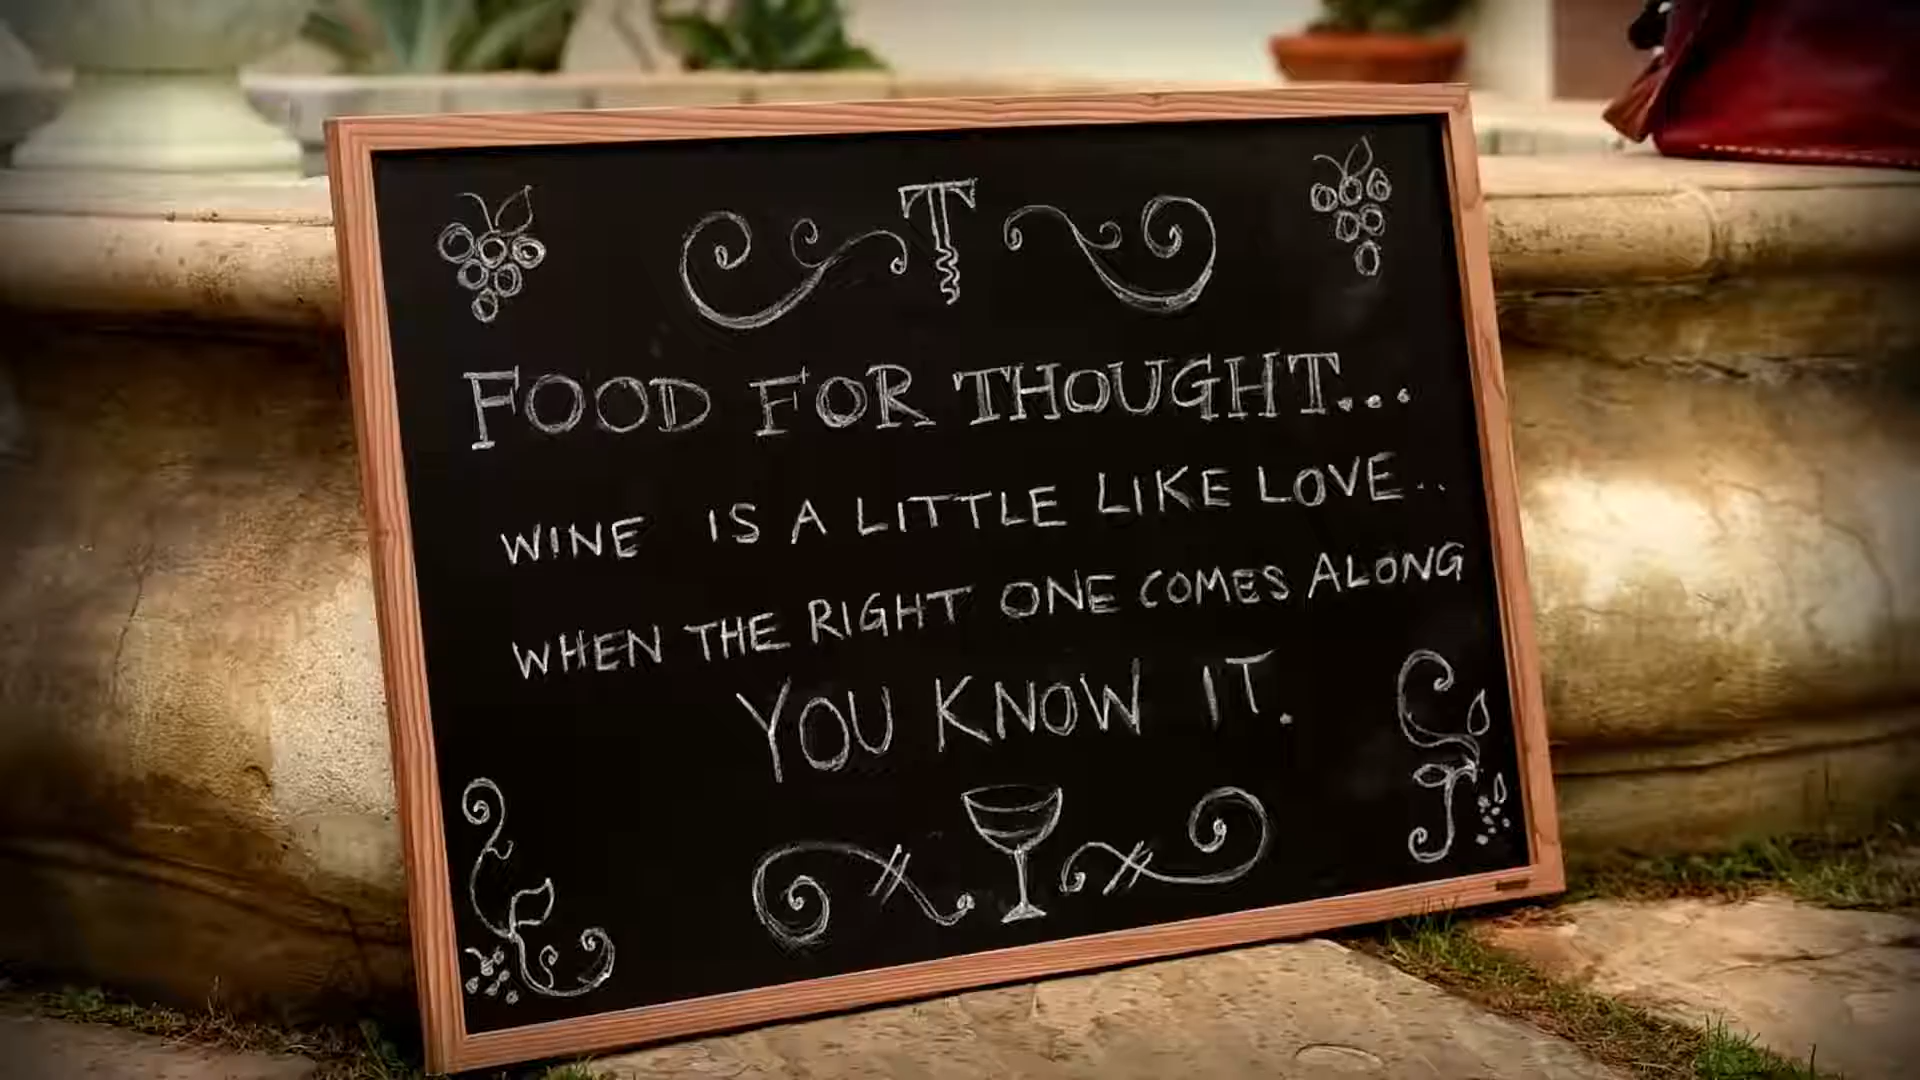 FOOD FOR THOUGHT...
WINE IS A LITTLE LIKE LOVE..
WHEN THE RIGHT ONE COMES ALONG
YOU KNOW IT.